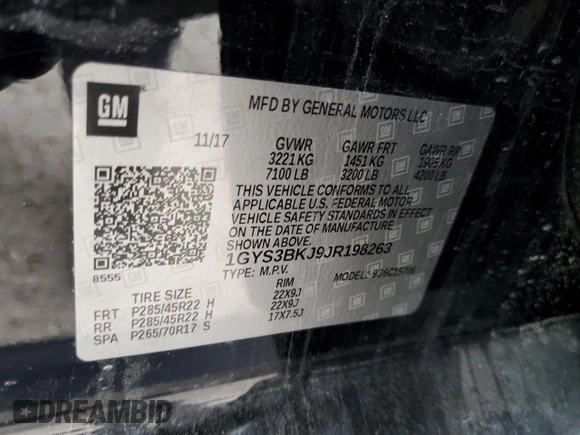 GM
MFD BY GENERAL MOTORS LLC
11/17
GVWR GAWR FRT GAWR RR
3221 KG 1451 KG 1905 KG
7100 LB 3200 LB 4200 LB
THIS VEHICLE CONFORMS TO ALL
APPLICABLE U.S. FEDERAL MOTOR
VEHICLE SAFETY STANDARDS IN EFFECT
ON THE DATE OF MANUFACTURE
SHOWN ABOVE.
1GYS3BKJ9JR198263
TYPE: M.P.V. MODEL:
8555
TIRE SIZE RIM
FRT P285/45R22 H 22X9J
RR P285/45R22 H 22X9J
SPA P265/70R17 S 17X7.5J
DREAMBID